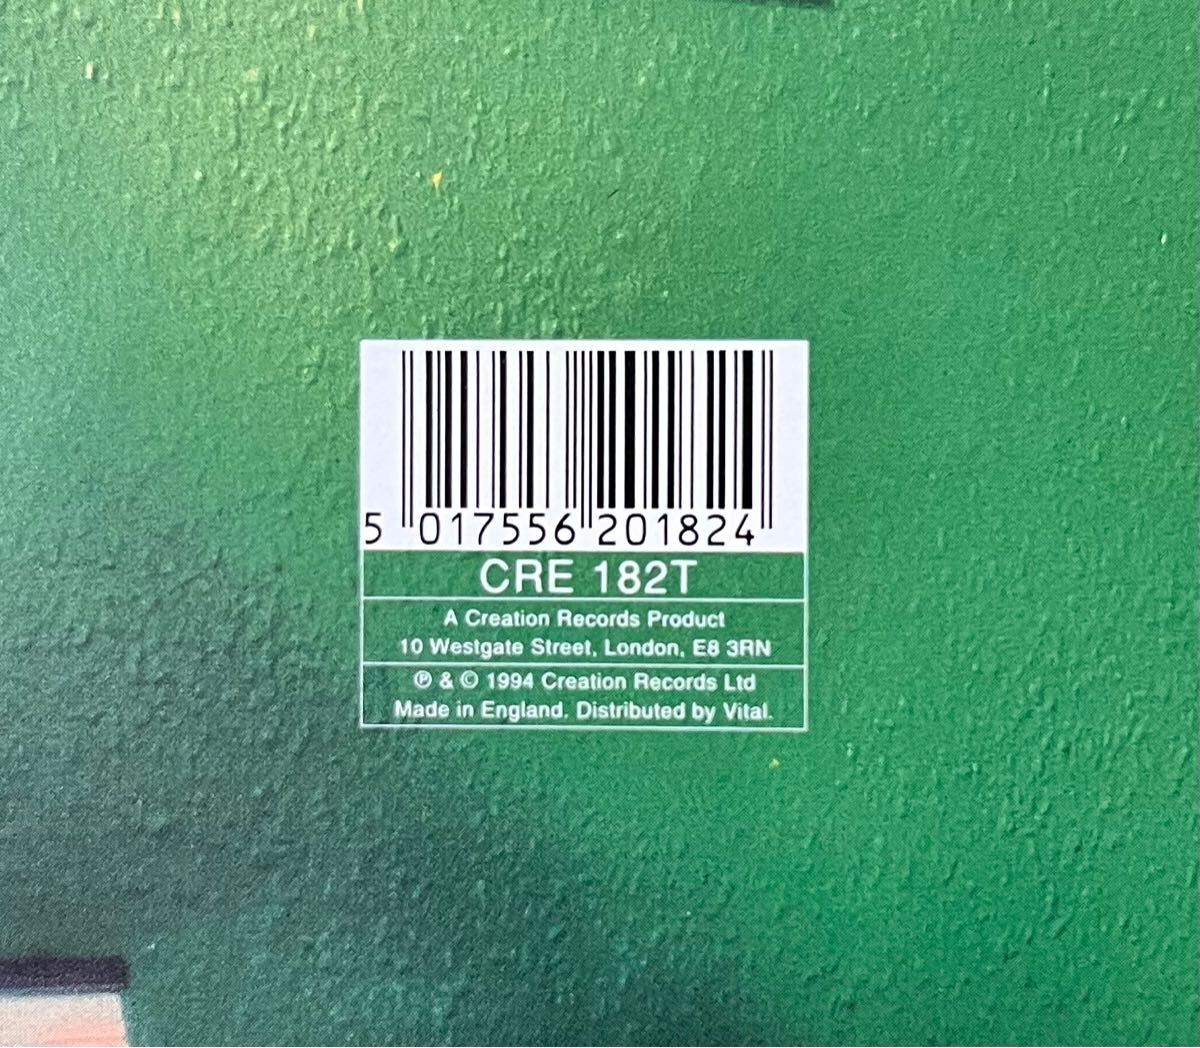 5 017556 201824
CRE 182T
A Creation Records Product
10 Westgate Street, London, E8 3RN
℗ & © 1994 Creation Records Ltd
Made in England. Distributed by Vital.